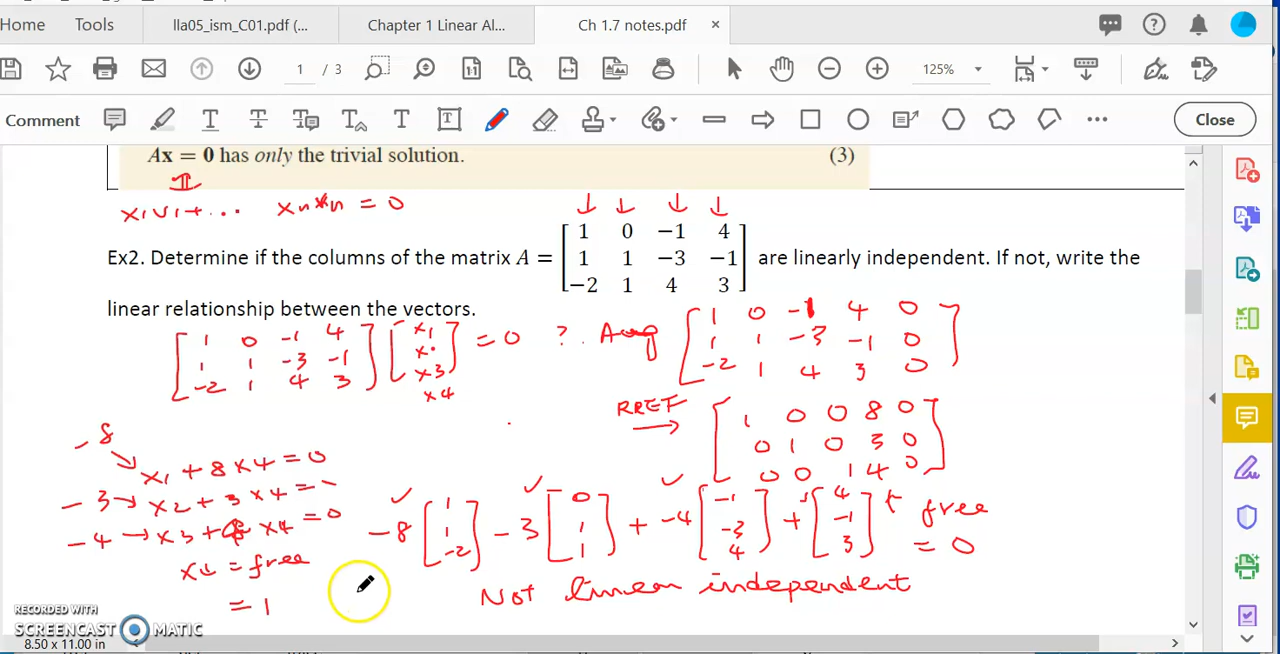 Home Tools lla05_ism_C01.pdf (... Chapter 1 Linear Al... Ch 1.7 notes.pdf ×
1 / 3 125%
Comment Close
Ax = 0 has only the trivial solution. (3)
x1v1+... = 0
1 0 −1 4
Ex2. Determine if the columns of the matrix A = 1 1 −3 −1 are linearly independent. If not, write the
−2 1 4 3
linear relationship between the vectors.
1 0 -1 4 x1
1 1 -3 -1 = 0 ?
-2 1 4 3 x3
x4
Aug
1 0 -1 4 0
1 1 -3 -1 0
-2 1 4 3 0
RREF →
1 0 0 8 0
0 1 0 3 0
0 0 1 4 0
-8
x1 + 8x4 = 0
-3 → x2 + 3x4 =
-4 → x3 + x4 = 0
= free
= 1
1 0 -1 4
-8 1 -3 1 + -4 -3 + -1 free
-2 1 4 3 = 0
Not linear independent
RECORDED WITH
SCREENCAST MATIC
8.50 x 11.00 in